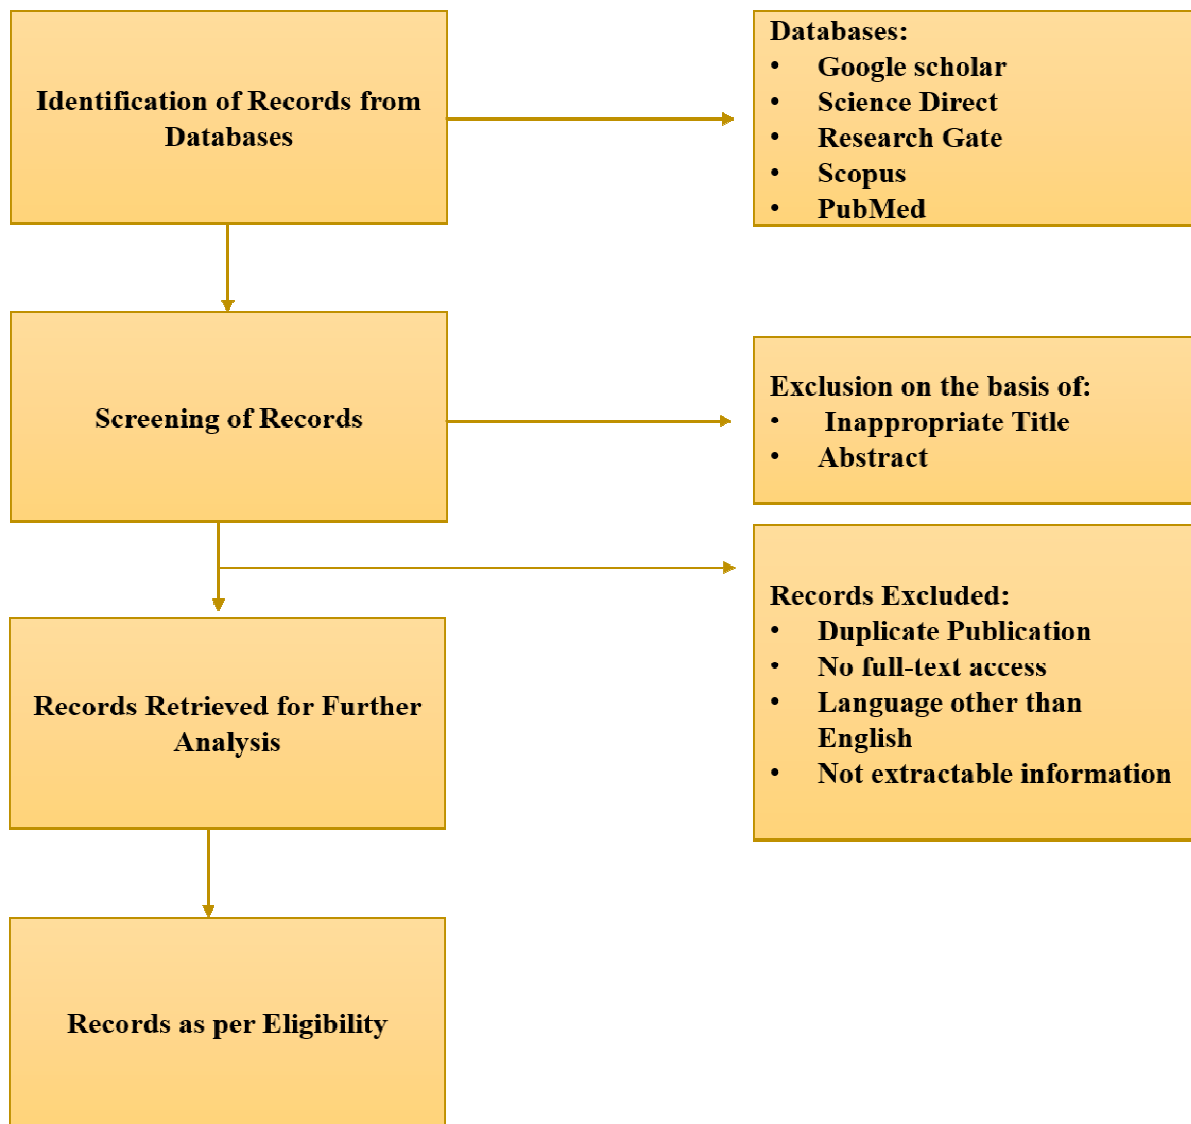 Identification of Records from
Databases
Databases:
• Google scholar
• Science Direct
• Research Gate
• Scopus
• PubMed
Screening of Records
Exclusion on the basis of:
• Inappropriate Title
• Abstract
Records Excluded:
• Duplicate Publication
• No full-text access
• Language other than
English
• Not extractable information
Records Retrieved for Further
Analysis
Records as per Eligibility